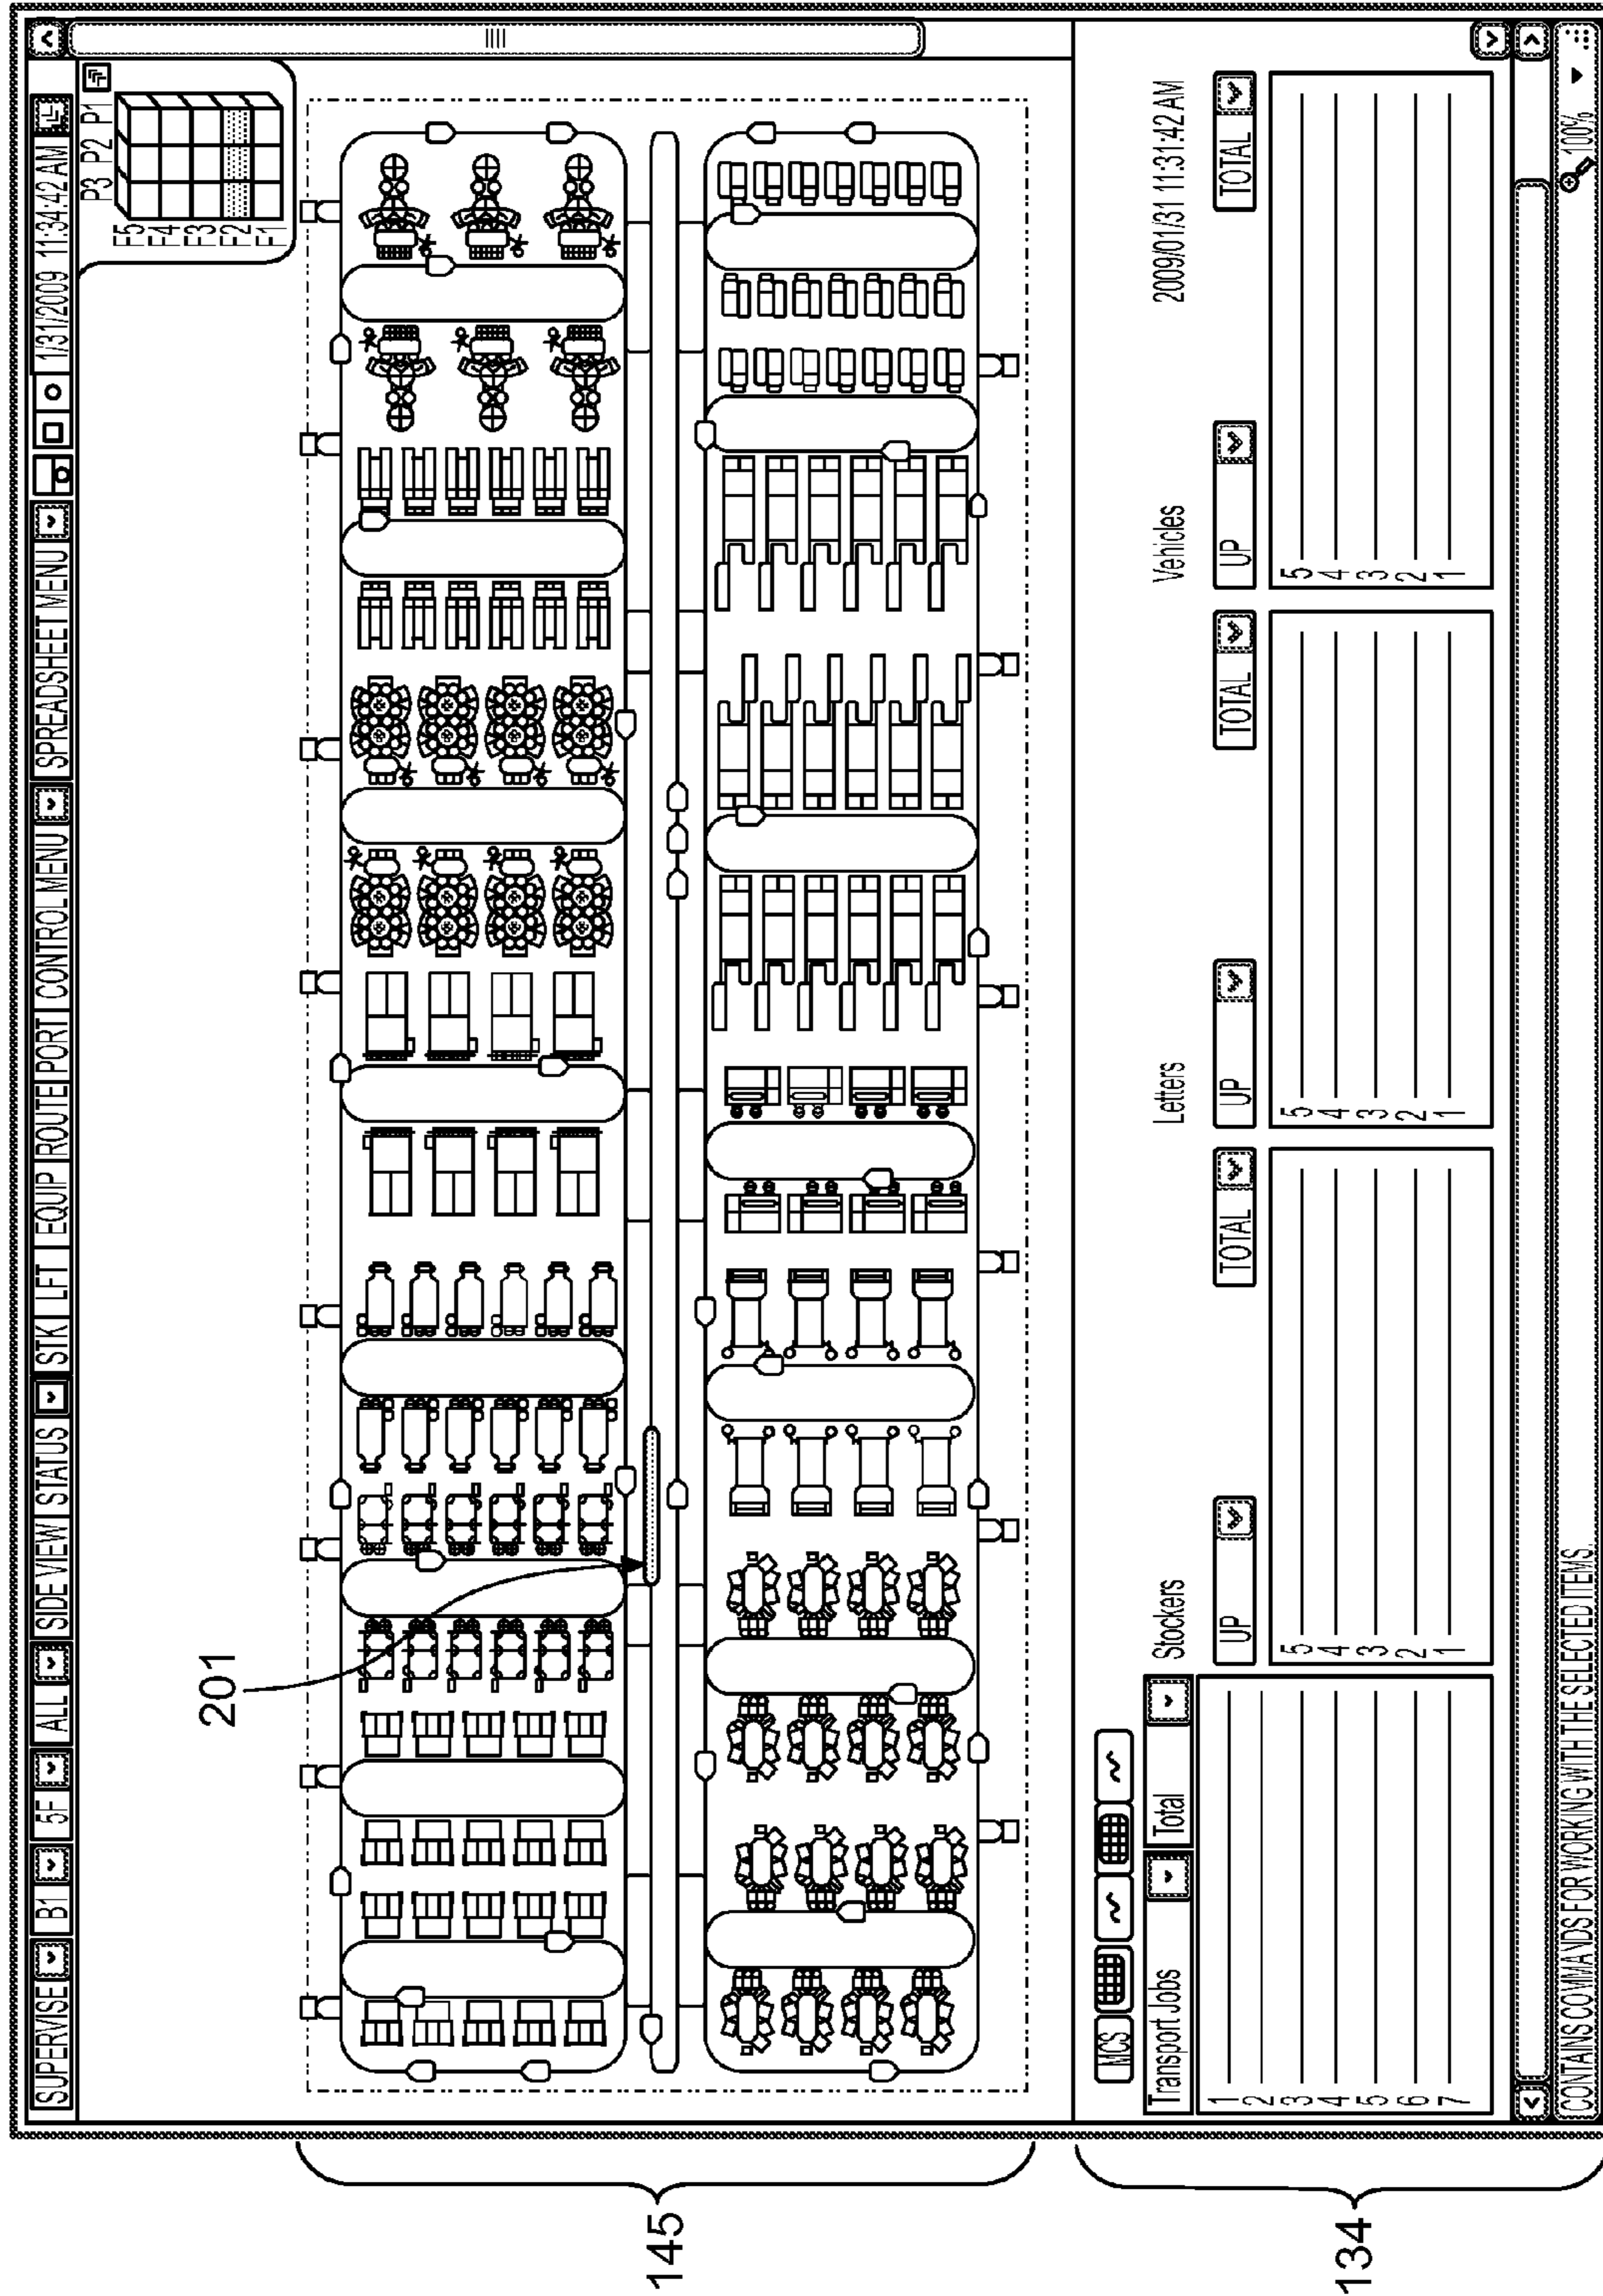 SUPERVISE B1 5F ALL SIDE VIEW STATUS STK LFT EQUIP ROUTE PORT CONTROL MENU SPREADSHEET MENU 1/31/2009 11:34:42 AM
P3 P2 P1
F5
F4
F3
F2
F1
201
145
134
MCS
2009/01/31 11:31:42 AM
Transport Jobs Total
1
2
3
4
5
6
7
Stockers
UP TOTAL
5
4
3
2
1
Letters
UP TOTAL
5
4
3
2
1
Vehicles
UP TOTAL
5
4
3
2
1
CONTAINS COMMANDS FOR WORKING WITH THE SELECTED ITEMS.
100%